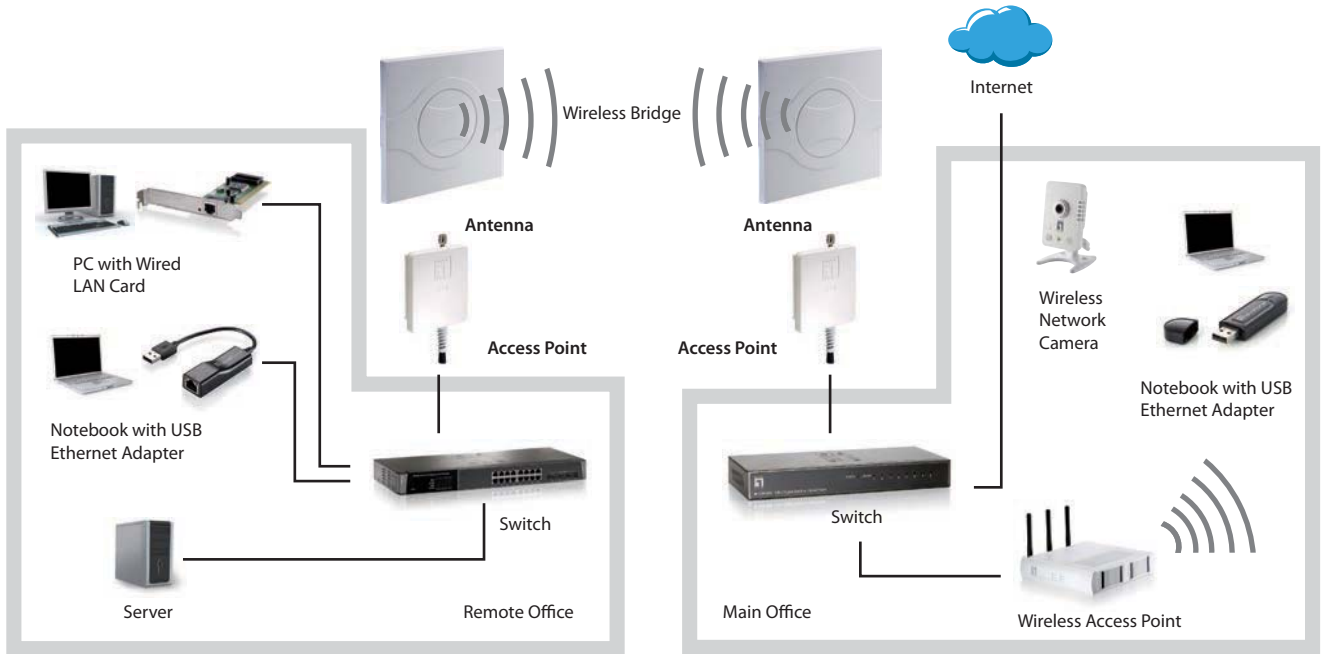 Internet
Wireless Bridge
Antenna
Antenna
PC with Wired
LAN Card
Access Point
Access Point
Wireless
Network
Camera
Notebook with USB
Ethernet Adapter
Notebook with USB
Ethernet Adapter
Switch
Switch
Server
Remote Office
Main Office
Wireless Access Point